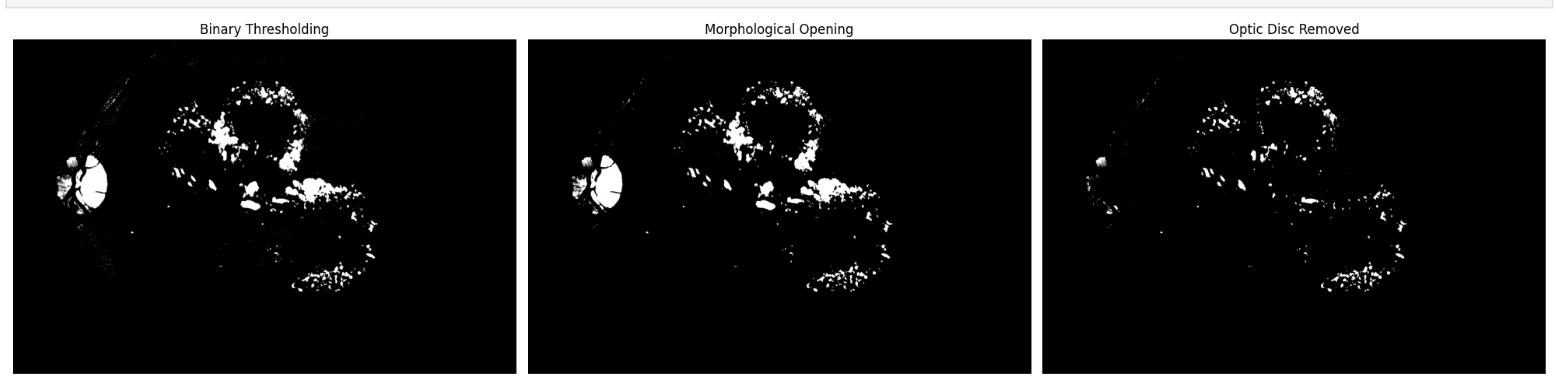 Binary Thresholding
Morphological Opening
Optic Disc Removed